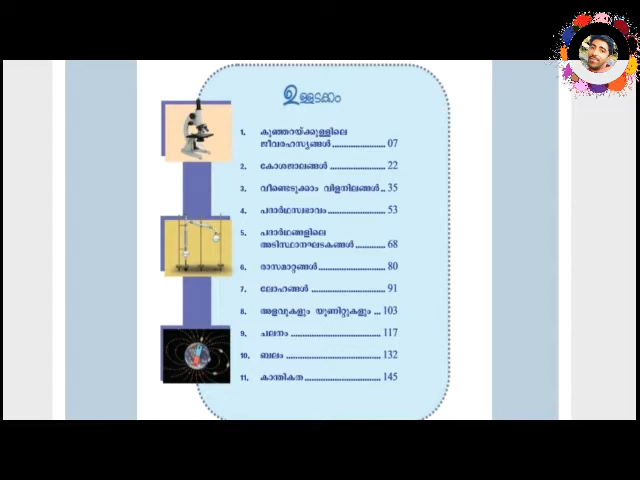 ഉള്ളടക്കം
1. കുഞ്ഞറയ്ക്കുള്ളിലെ
ജീവരഹസ്യങ്ങൾ ........................ 07
2. കോശജാലങ്ങൾ ........................ 22
3. വീണ്ടെടുക്കാം വിളനിലങ്ങൾ .. 35
4. പദാർഥസ്വഭാവം ......................... 53
5. പദാർഥങ്ങളിലെ
അടിസ്ഥാനഘടകങ്ങൾ ............. 68
6. രാസമാറ്റങ്ങൾ ............................. 80
7. ലോഹങ്ങൾ ................................ 91
8. അളവുകളും യൂണിറ്റുകളും ... 103
9. ചലനം ....................................... 117
10. ബലം ......................................... 132
11. കാന്തികത ................................. 145